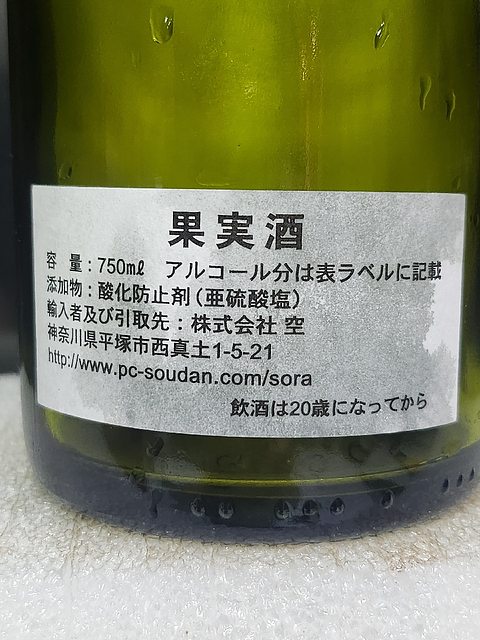 果実酒
容　量：750mℓ　アルコール分は表ラベルに記載
添加物：酸化防止剤（亜硫酸塩）
輸入者及び引取先：株式会社 空
神奈川県平塚市西真土1-5-21
http://www.pc-soudan.com/sora
飲酒は20歳になってから